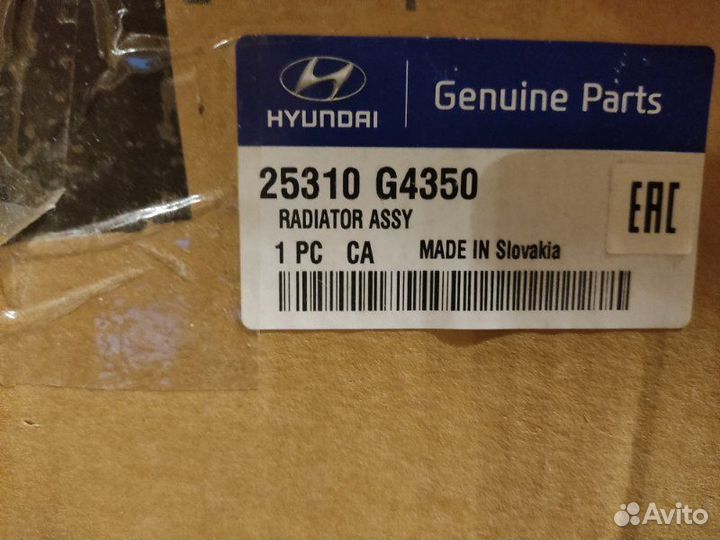 HYUNDAI
Genuine Parts
25310 G4350
RADIATOR ASSY
1 PC CA MADE IN Slovakia
EAC
Avito